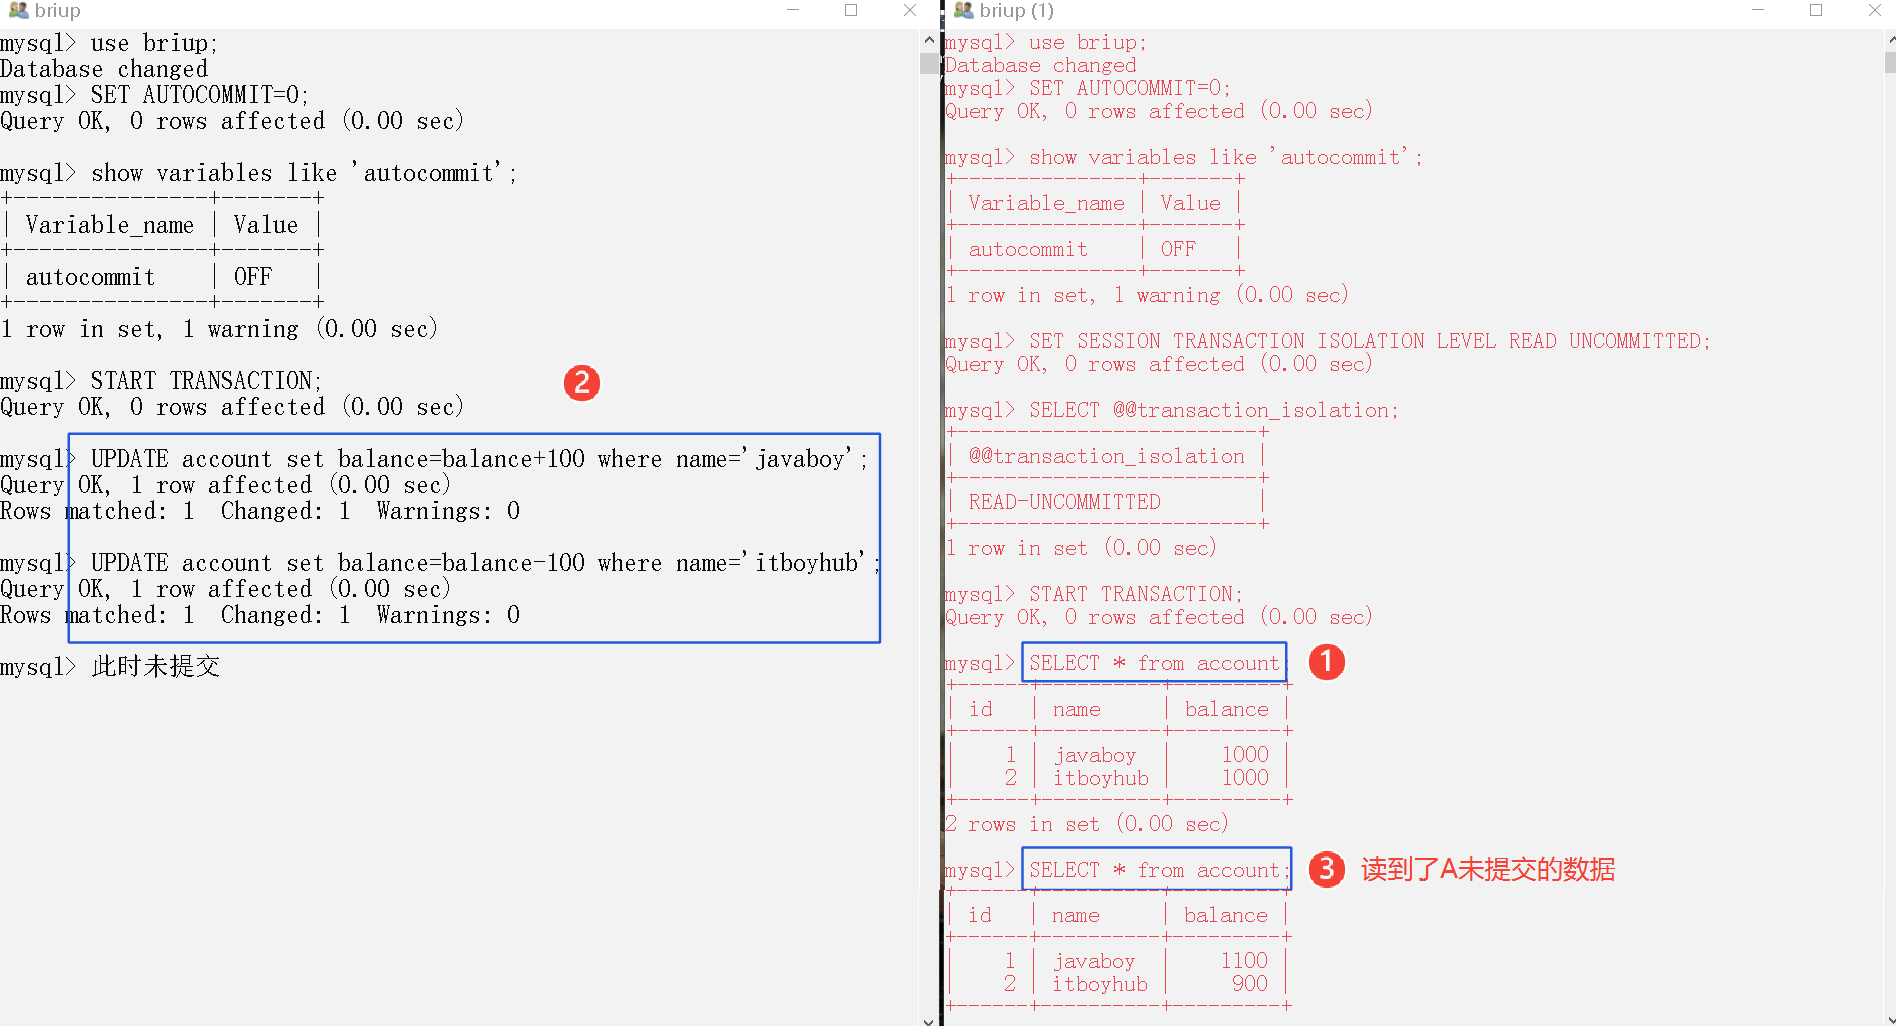 briup
mysql> use briup;
Database changed
mysql> SET AUTOCOMMIT=0;
Query OK, 0 rows affected (0.00 sec)
mysql> show variables like 'autocommit';
+---------------+-------+
| Variable_name | Value |
+---------------+-------+
| autocommit    | OFF   |
+---------------+-------+
1 row in set, 1 warning (0.00 sec)
mysql> START TRANSACTION;
Query OK, 0 rows affected (0.00 sec)
2
mysql> UPDATE account set balance=balance+100 where name='javaboy';
Query OK, 1 row affected (0.00 sec)
Rows matched: 1  Changed: 1  Warnings: 0
mysql> UPDATE account set balance=balance-100 where name='itboyhub';
Query OK, 1 row affected (0.00 sec)
Rows matched: 1  Changed: 1  Warnings: 0
mysql> 此时未提交
briup (1)
mysql> use briup;
Database changed
mysql> SET AUTOCOMMIT=0;
Query OK, 0 rows affected (0.00 sec)
mysql> show variables like 'autocommit';
+---------------+-------+
| Variable_name | Value |
+---------------+-------+
| autocommit    | OFF   |
+---------------+-------+
1 row in set, 1 warning (0.00 sec)
mysql> SET SESSION TRANSACTION ISOLATION LEVEL READ UNCOMMITTED;
Query OK, 0 rows affected (0.00 sec)
mysql> SELECT @@transaction_isolation;
+-------------------------+
| @@transaction_isolation |
+-------------------------+
| READ-UNCOMMITTED        |
+-------------------------+
1 row in set (0.00 sec)
mysql> START TRANSACTION;
Query OK, 0 rows affected (0.00 sec)
mysql> SELECT * from account; 1
+------+----------+---------+
| id   | name     | balance |
+------+----------+---------+
|    1 | javaboy  |    1000 |
|    2 | itboyhub |    1000 |
+------+----------+---------+
2 rows in set (0.00 sec)
mysql> SELECT * from account; 3 读到了A未提交的数据
+------+----------+---------+
| id   | name     | balance |
+------+----------+---------+
|    1 | javaboy  |    1100 |
|    2 | itboyhub |     900 |
+------+----------+---------+